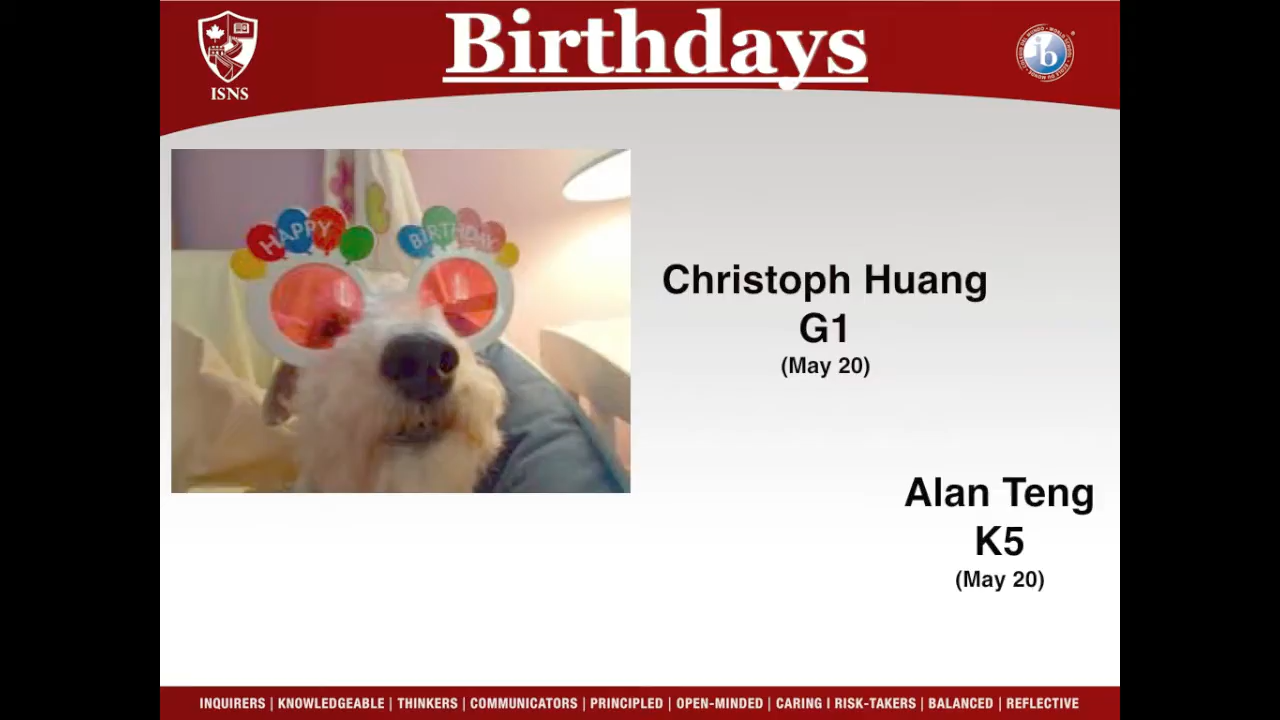 Birthdays
ISNS
ib
HAPPY BIRTHDAY
Christoph Huang
G1
(May 20)
Alan Teng
K5
(May 20)
INQUIRERS | KNOWLEDGEABLE | THINKERS | COMMUNICATORS | PRINCIPLED | OPEN-MINDED | CARING I RISK-TAKERS | BALANCED | REFLECTIVE